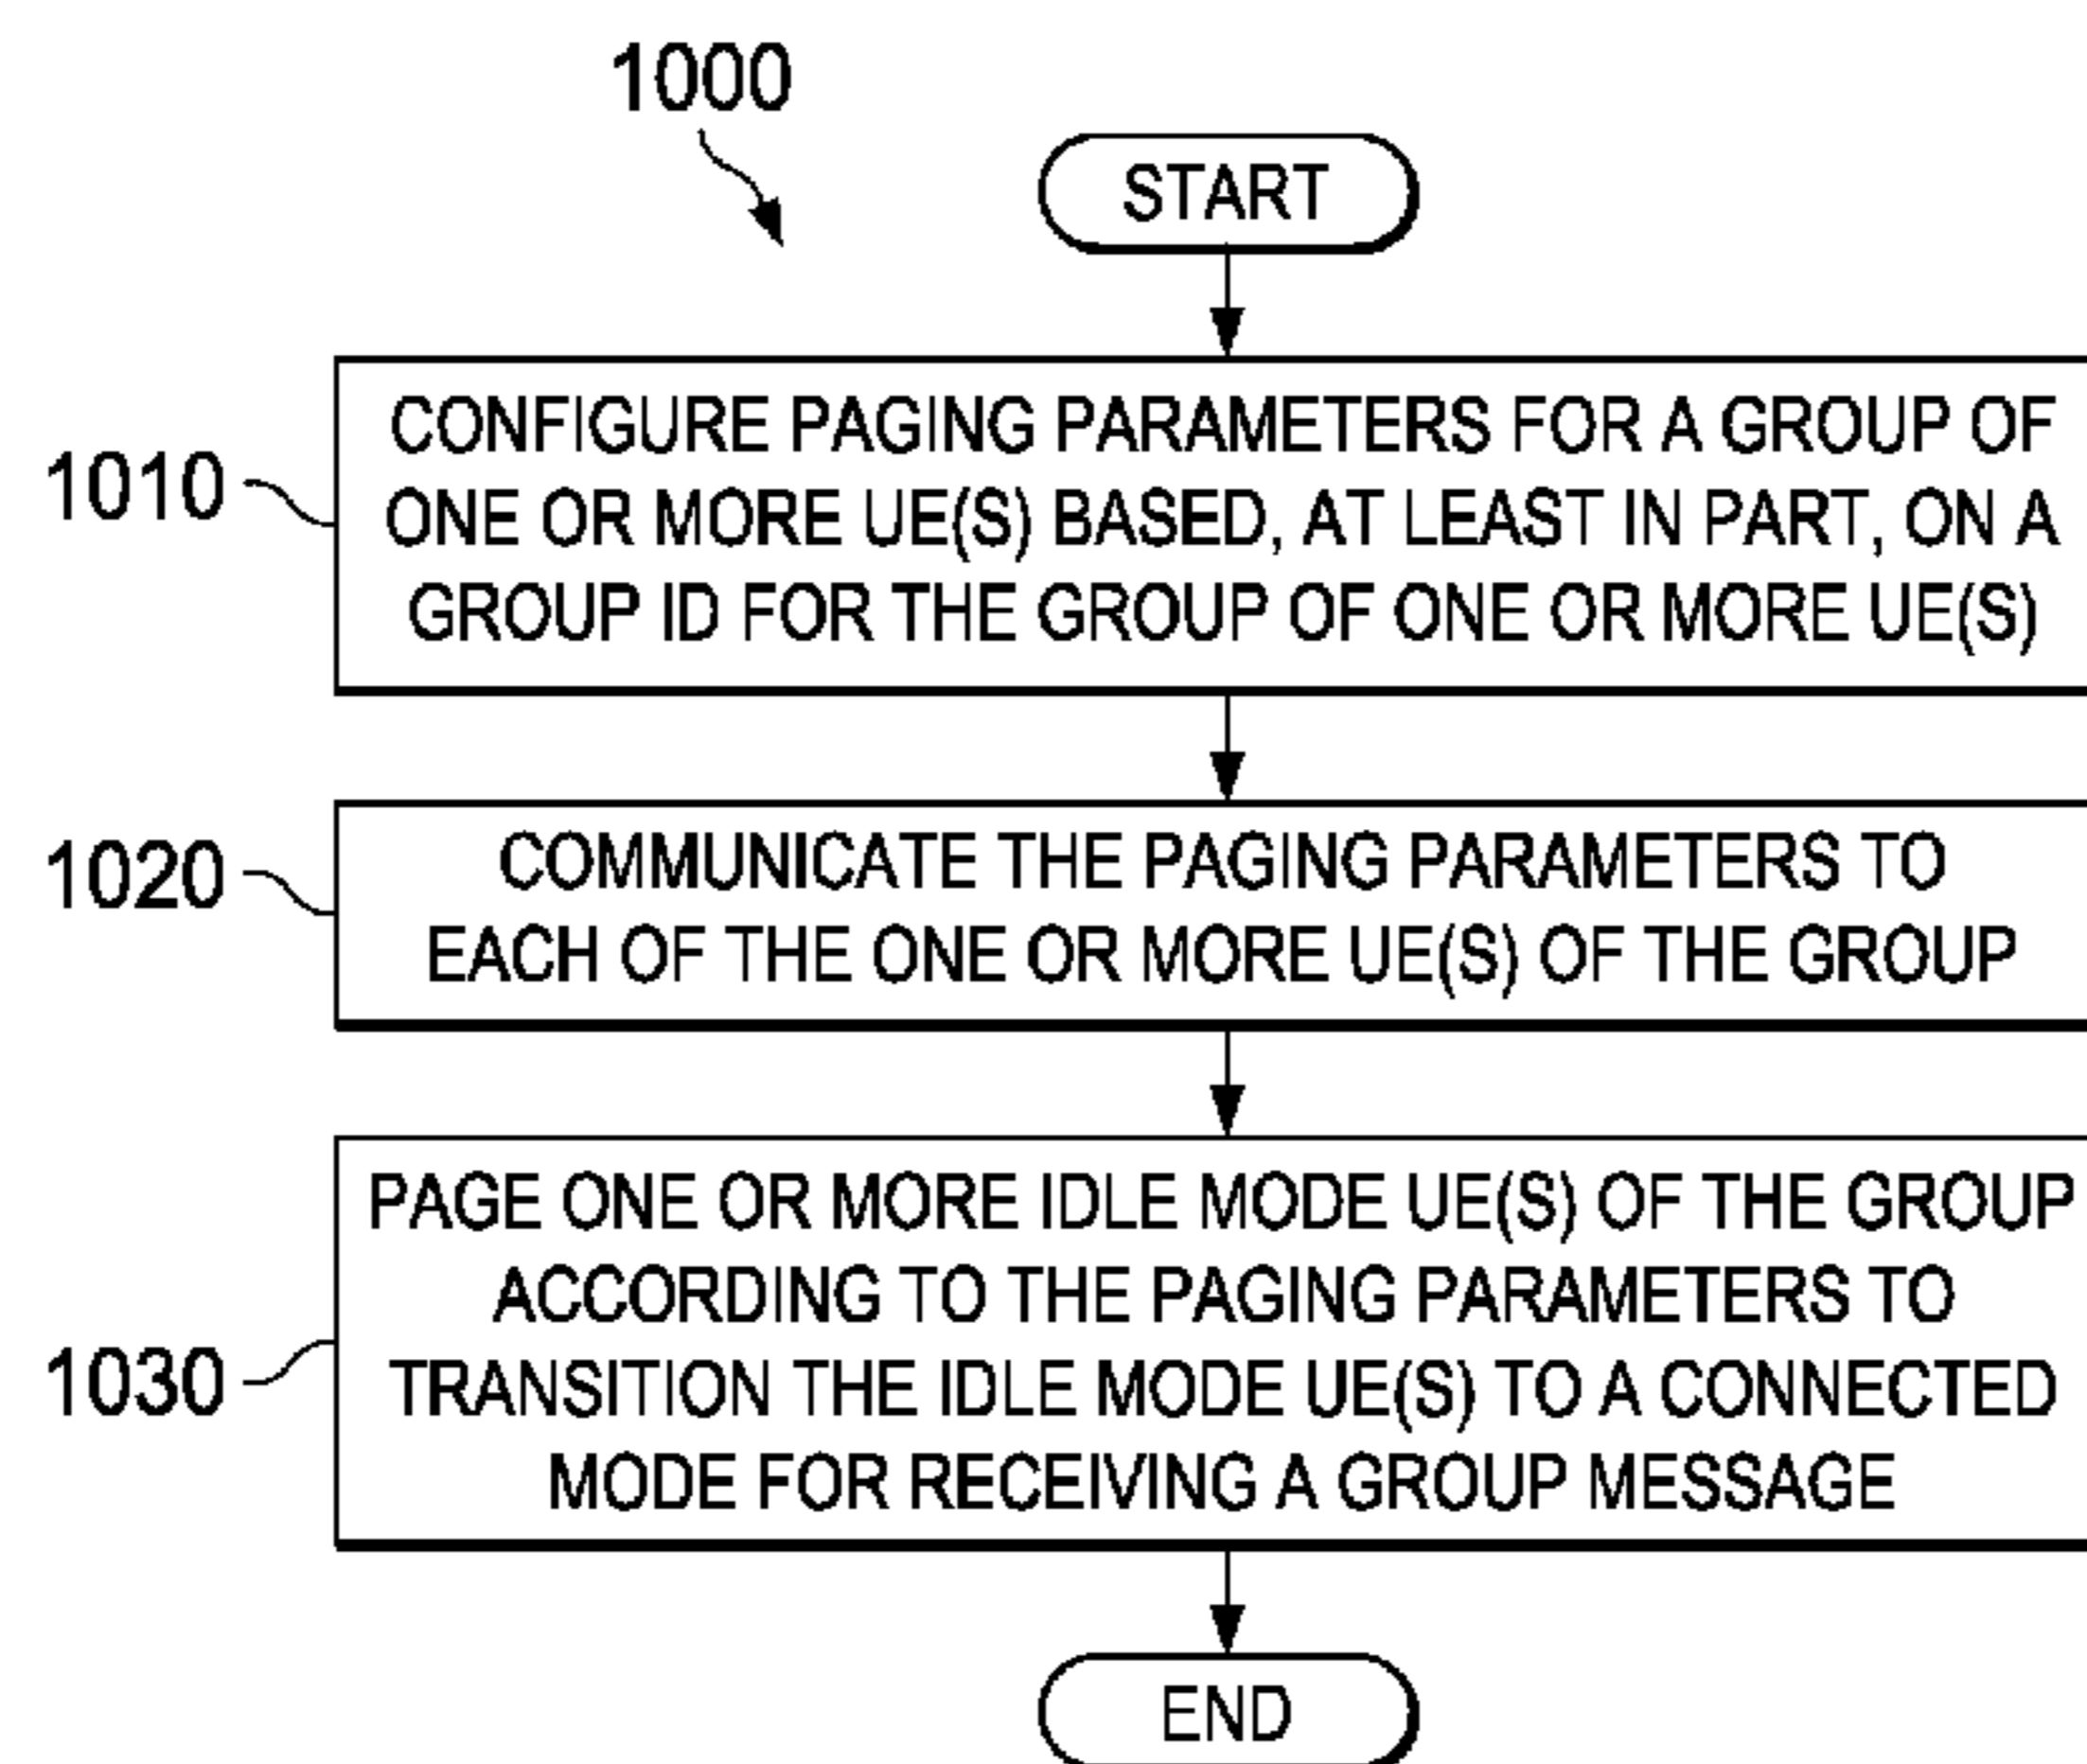 1000
START
1010
CONFIGURE PAGING PARAMETERS FOR A GROUP OF
ONE OR MORE UE(S) BASED, AT LEAST IN PART, ON A
GROUP ID FOR THE GROUP OF ONE OR MORE UE(S)
1020
COMMUNICATE THE PAGING PARAMETERS TO
EACH OF THE ONE OR MORE UE(S) OF THE GROUP
1030
PAGE ONE OR MORE IDLE MODE UE(S) OF THE GROUP
ACCORDING TO THE PAGING PARAMETERS TO
TRANSITION THE IDLE MODE UE(S) TO A CONNECTED
MODE FOR RECEIVING A GROUP MESSAGE
END